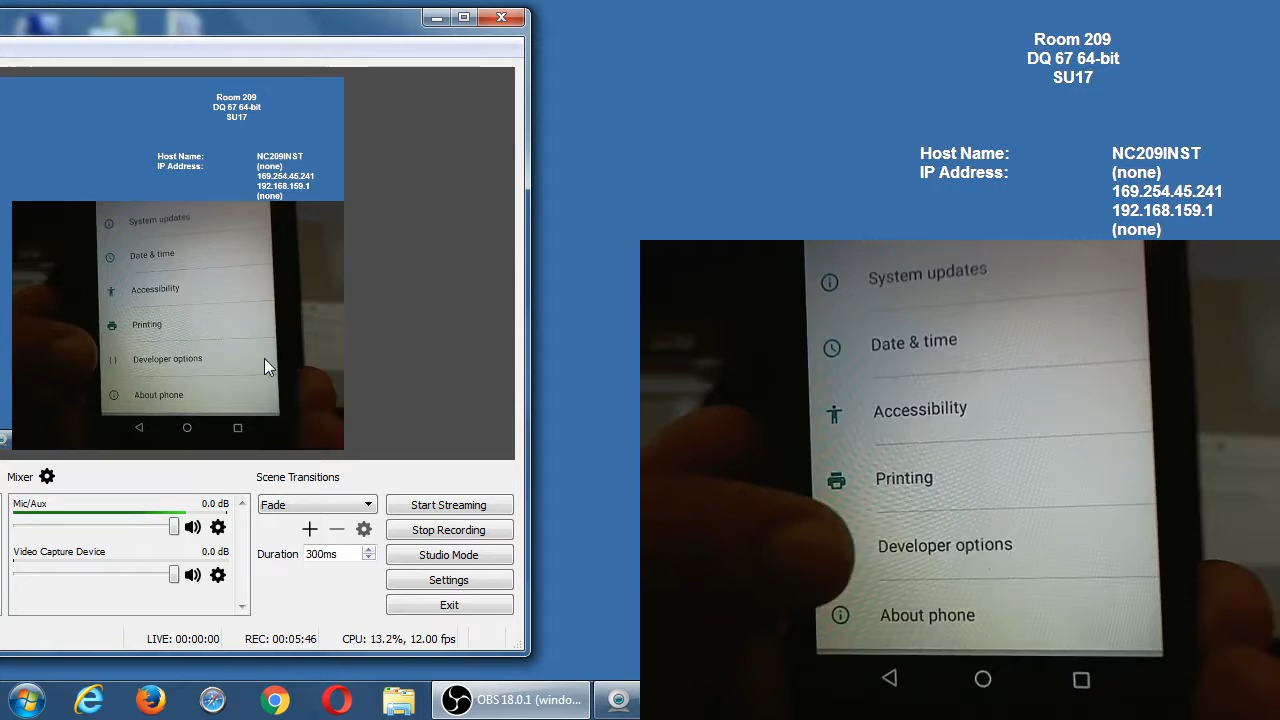 Room 209
DQ 67 64-bit
SU17
Host Name:
IP Address:
NC209INST
(none)
169.254.45.241
192.168.159.1
(none)
System updates
Date & time
Accessibility
Printing
Developer options
About phone
Mixer
Mic/Aux 0.0 dB
Video Capture Device 0.0 dB
Scene Transitions
Fade
Duration 300ms
Start Streaming
Stop Recording
Studio Mode
Settings
Exit
LIVE: 00:00:00 REC: 00:05:46 CPU: 13.2%, 12.00 fps
Room 209
DQ 67 64-bit
SU17
Host Name: NC209INST
IP Address: (none)
169.254.45.241
192.168.159.1
(none)
System updates
Date & time
Accessibility
Printing
Developer options
About phone
OBS 18.0.1 (windo...